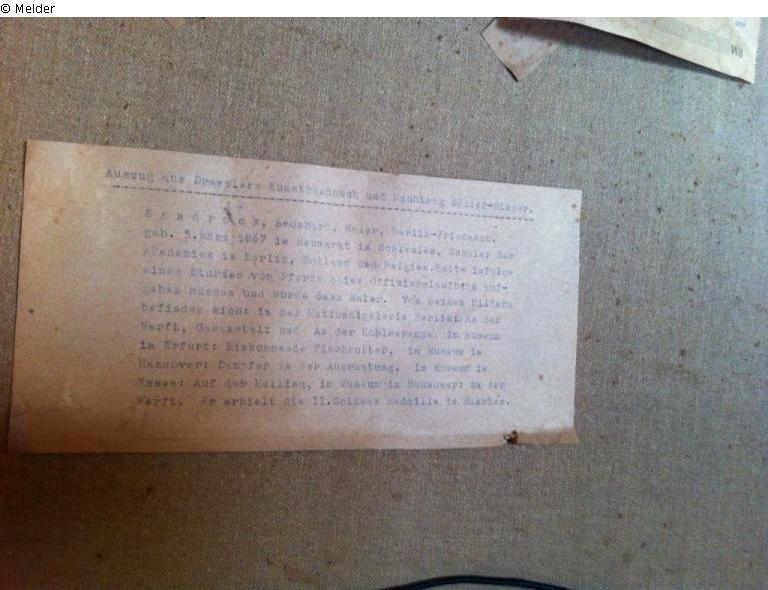 © Melder
RM
Auszug aus Dresslers Kunsthandbuch und Nachtrag Müller-Singer.
Leonhard, Maler, Berlin-Friedenau.
geb. 5.März 1867 in Neumarkt in Schlesien, Schüler der
Akademien in Berlin, Holland und Belgien. Hatte infolge
eines Sturzes vom Pferde seine Offizierslaufbahn auf-
geben müssen und wurde dann Maler. Von seinen Bildern
befinden sich: in der Nationalgalerie Berlin: An der
Werft, Gasanstalt und An der Kohlenrampe, im Museum
in Erfurt: Einkommende Fischkutter, im Museum in
Hannover: Dampfer in der Ausrüstung, im Museum in
Essen: Auf der Helling, im Museum in Hannover: An der
Werft. Er erhielt die II.Goldene Medaille in München.